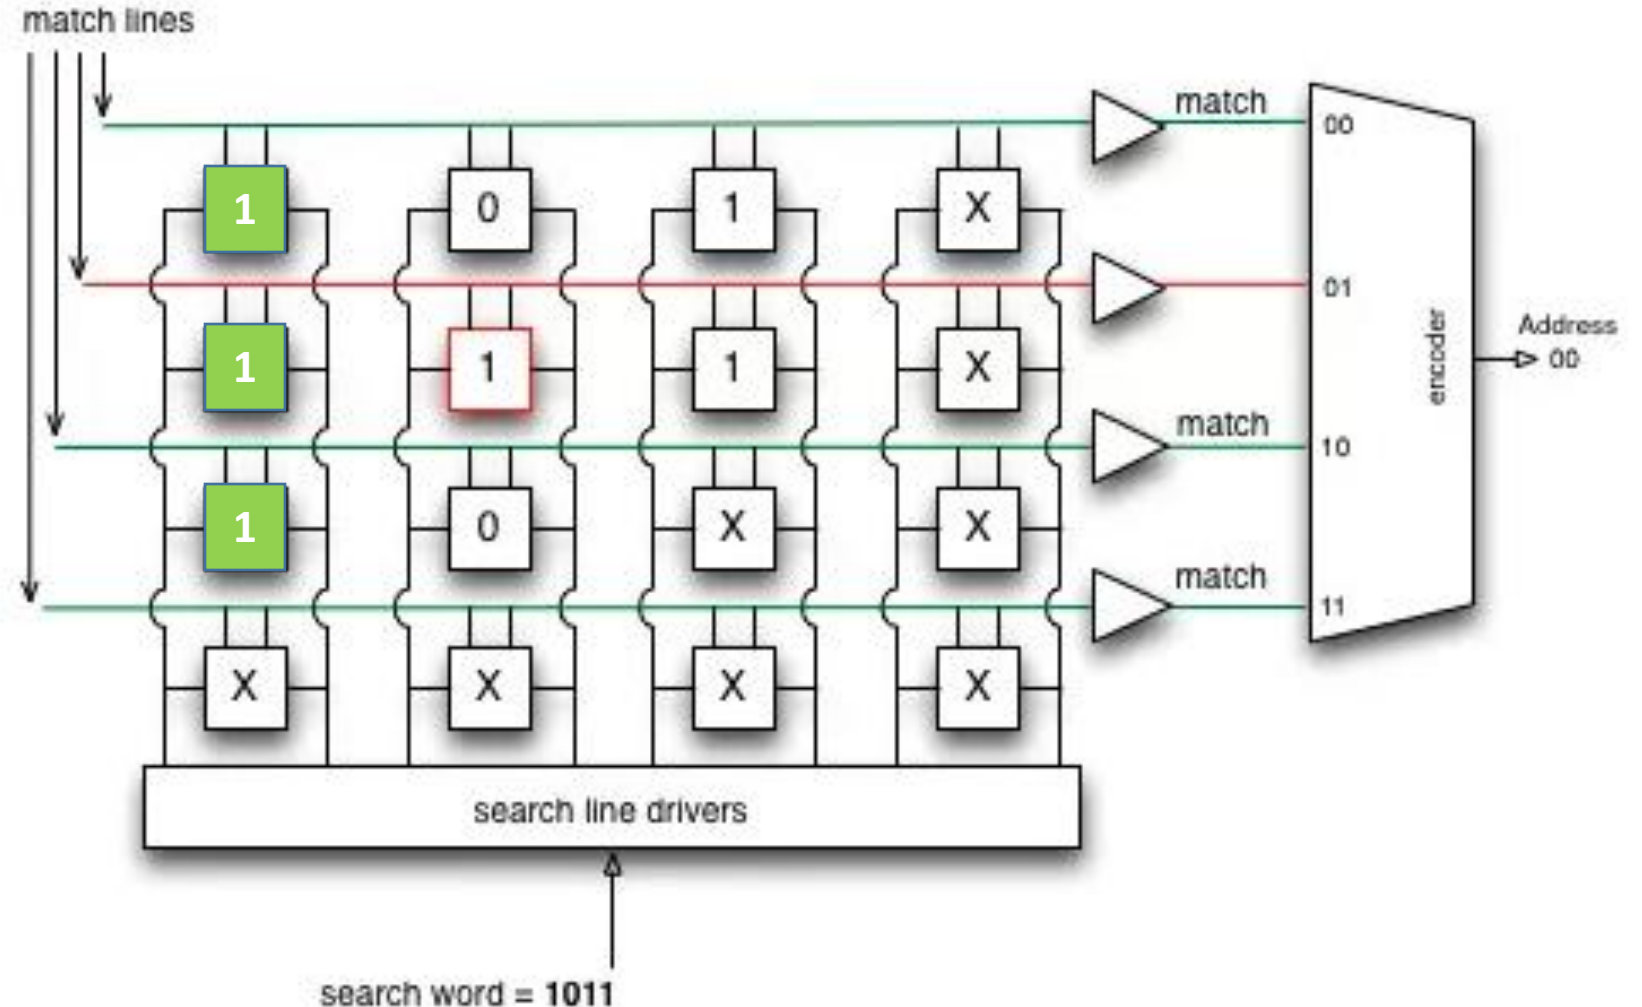 match lines
match
00
1 0 1 X
01
1 1 1 X
encoder
Address
00
match
10
1 0 X X
match
11
X X X X
search line drivers
search word = 1011